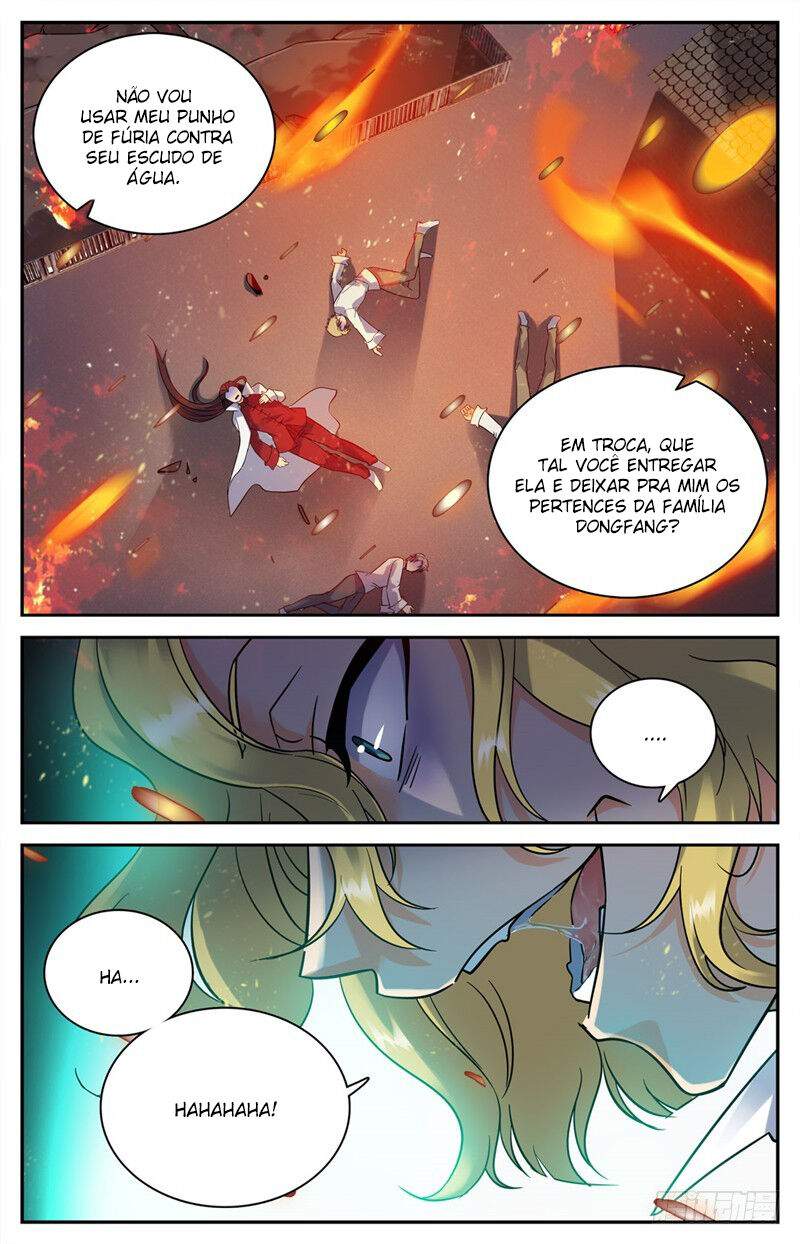 NÃO VOU
USAR MEU PUNHO
DE FÚRIA CONTRA
SEU ESCUDO DE
ÁGUA.
EM TROCA, QUE
TAL VOCÊ ENTREGAR
ELA E DEIXAR PRA MIM OS
PERTENCES DA FAMÍLIA
DONGFANG?
....
HA...
HAHAHAHA!